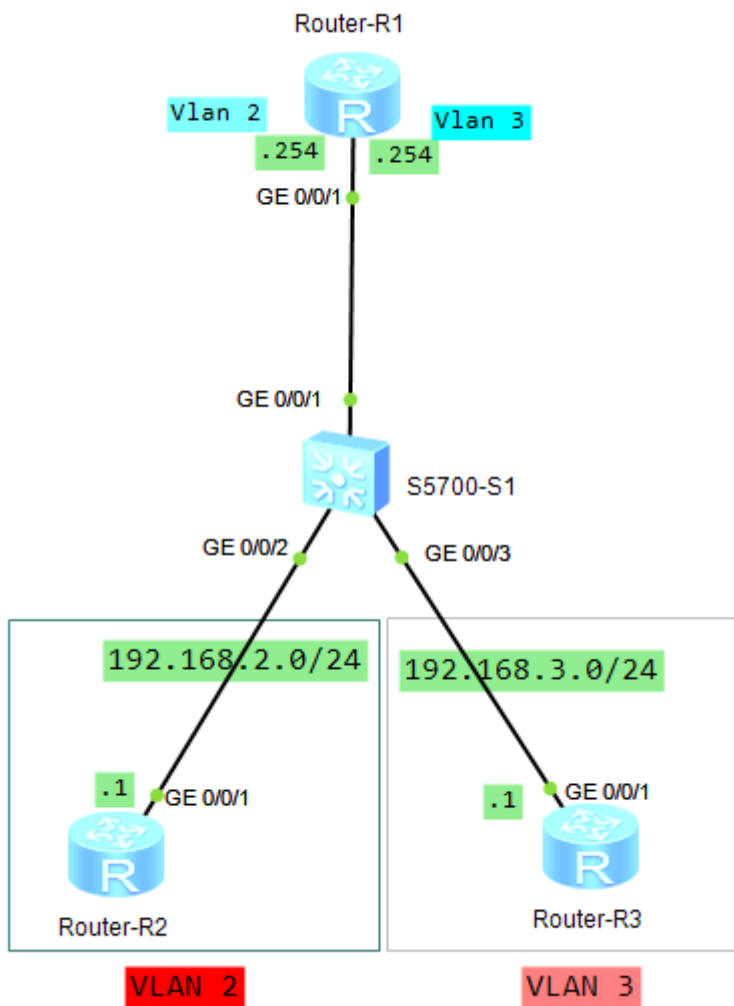 Router-R1
Vlan 2
Vlan 3
R
.254
.254
GE 0/0/1
GE 0/0/1
S5700-S1
GE 0/0/2
GE 0/0/3
192.168.2.0/24
192.168.3.0/24
.1
GE 0/0/1
.1
GE 0/0/1
R
R
Router-R2
Router-R3
VLAN 2
VLAN 3